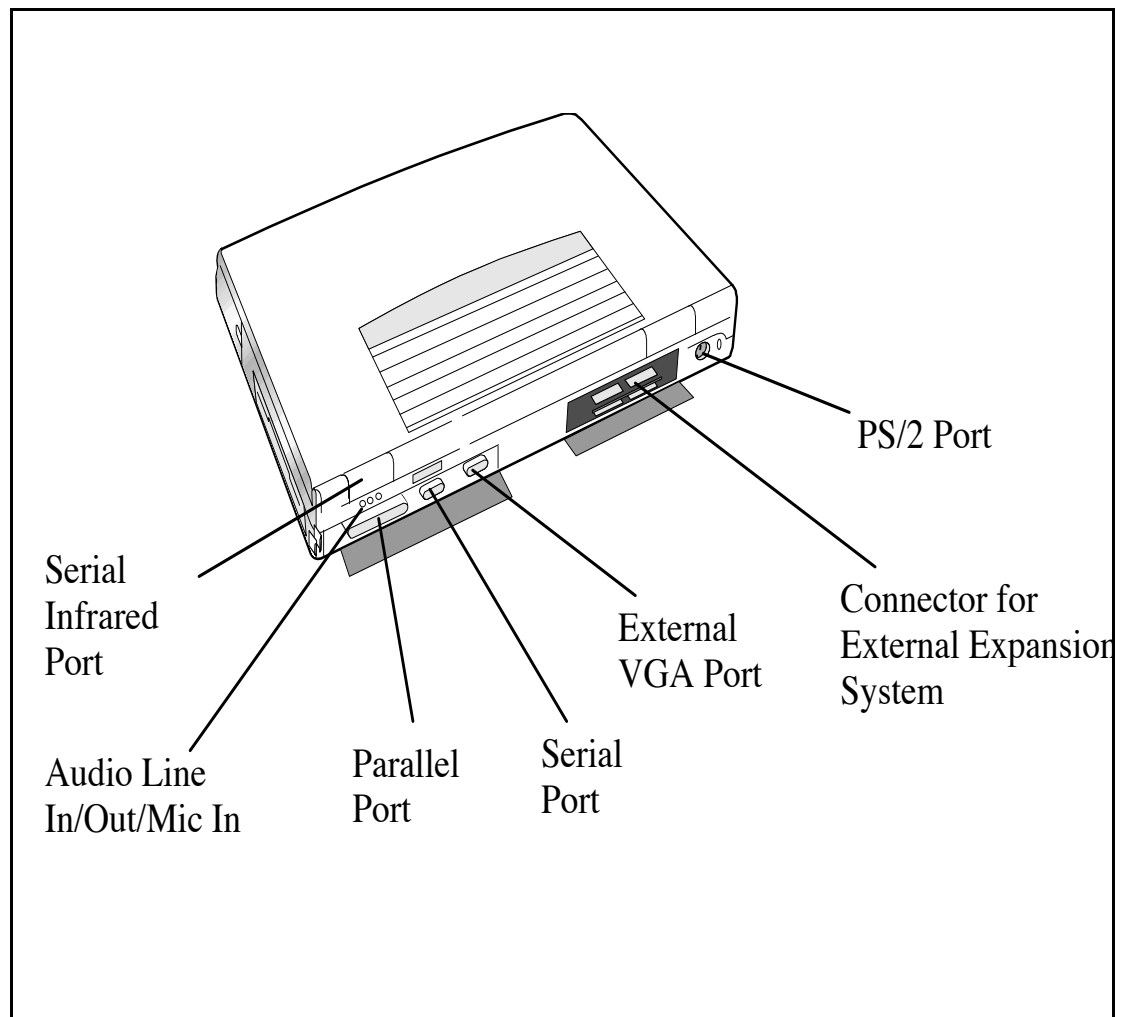 PS/2 Port
Serial
Infrared
Port
Connector for
External Expansion
System
External
VGA Port
Audio Line
In/Out/Mic In
Parallel
Port
Serial
Port